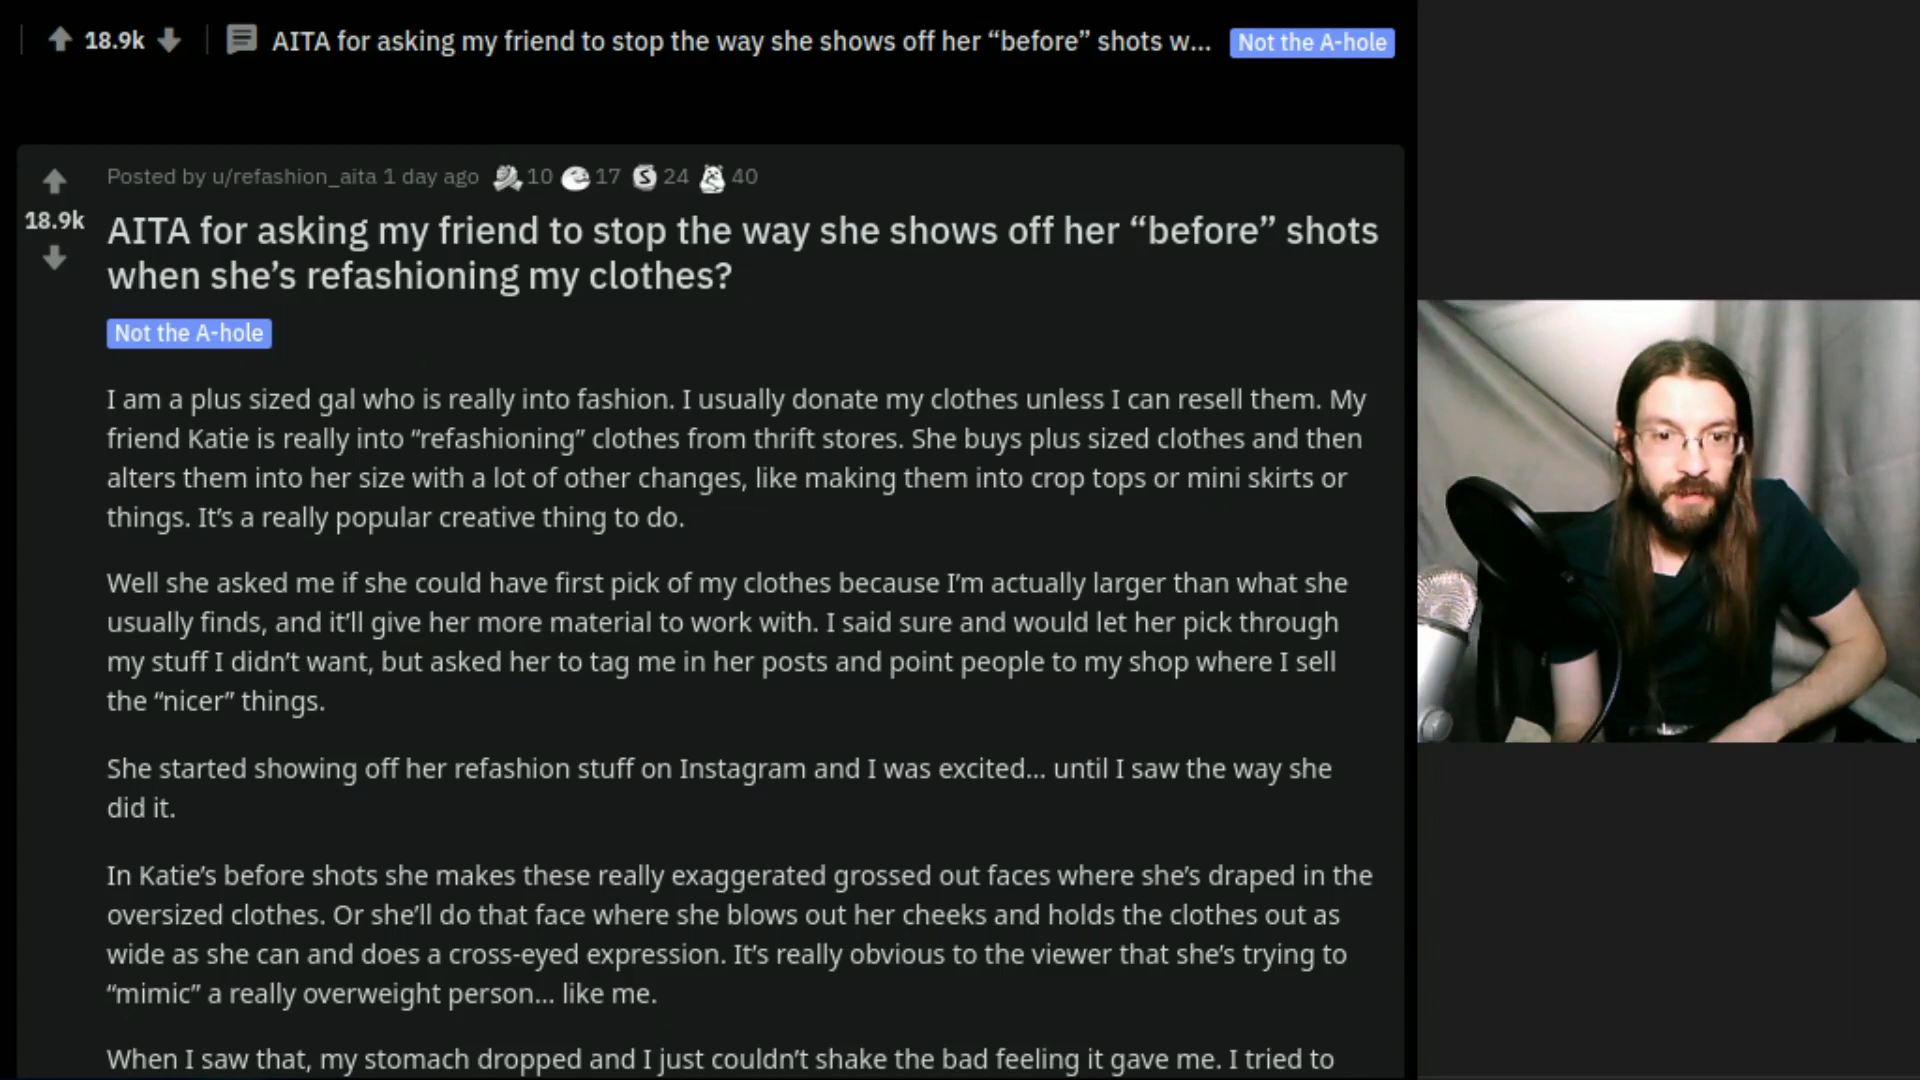 18.9k AITA for asking my friend to stop the way she shows off her “before” shots w... Not the A-hole
Posted by u/refashion_aita 1 day ago 10 17 S 24 40
18.9k
AITA for asking my friend to stop the way she shows off her “before” shots
when she’s refashioning my clothes?
Not the A-hole
I am a plus sized gal who is really into fashion. I usually donate my clothes unless I can resell them. My
friend Katie is really into “refashioning” clothes from thrift stores. She buys plus sized clothes and then
alters them into her size with a lot of other changes, like making them into crop tops or mini skirts or
things. It’s a really popular creative thing to do.
Well she asked me if she could have first pick of my clothes because I’m actually larger than what she
usually finds, and it’ll give her more material to work with. I said sure and would let her pick through
my stuff I didn’t want, but asked her to tag me in her posts and point people to my shop where I sell
the “nicer” things.
She started showing off her refashion stuff on Instagram and I was excited... until I saw the way she
did it.
In Katie’s before shots she makes these really exaggerated grossed out faces where she’s draped in the
oversized clothes. Or she’ll do that face where she blows out her cheeks and holds the clothes out as
wide as she can and does a cross-eyed expression. It’s really obvious to the viewer that she’s trying to
“mimic” a really overweight person... like me.
When I saw that, my stomach dropped and I just couldn’t shake the bad feeling it gave me. I tried to